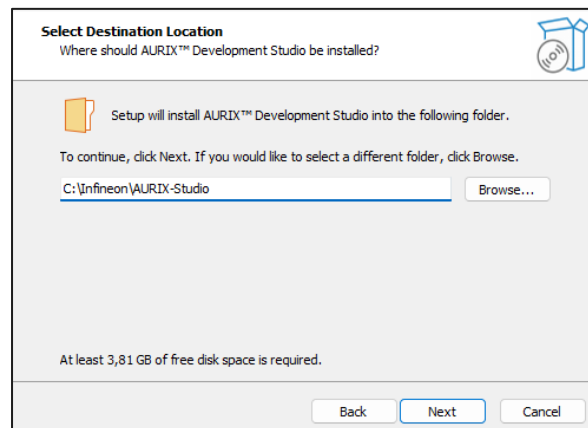 Select Destination Location
Where should AURIX™ Development Studio be installed?
Setup will install AURIX™ Development Studio into the following folder.
To continue, click Next. If you would like to select a different folder, click Browse.
C:\Infineon\AURIX-Studio
Browse...
At least 3,81 GB of free disk space is required.
Back
Next
Cancel